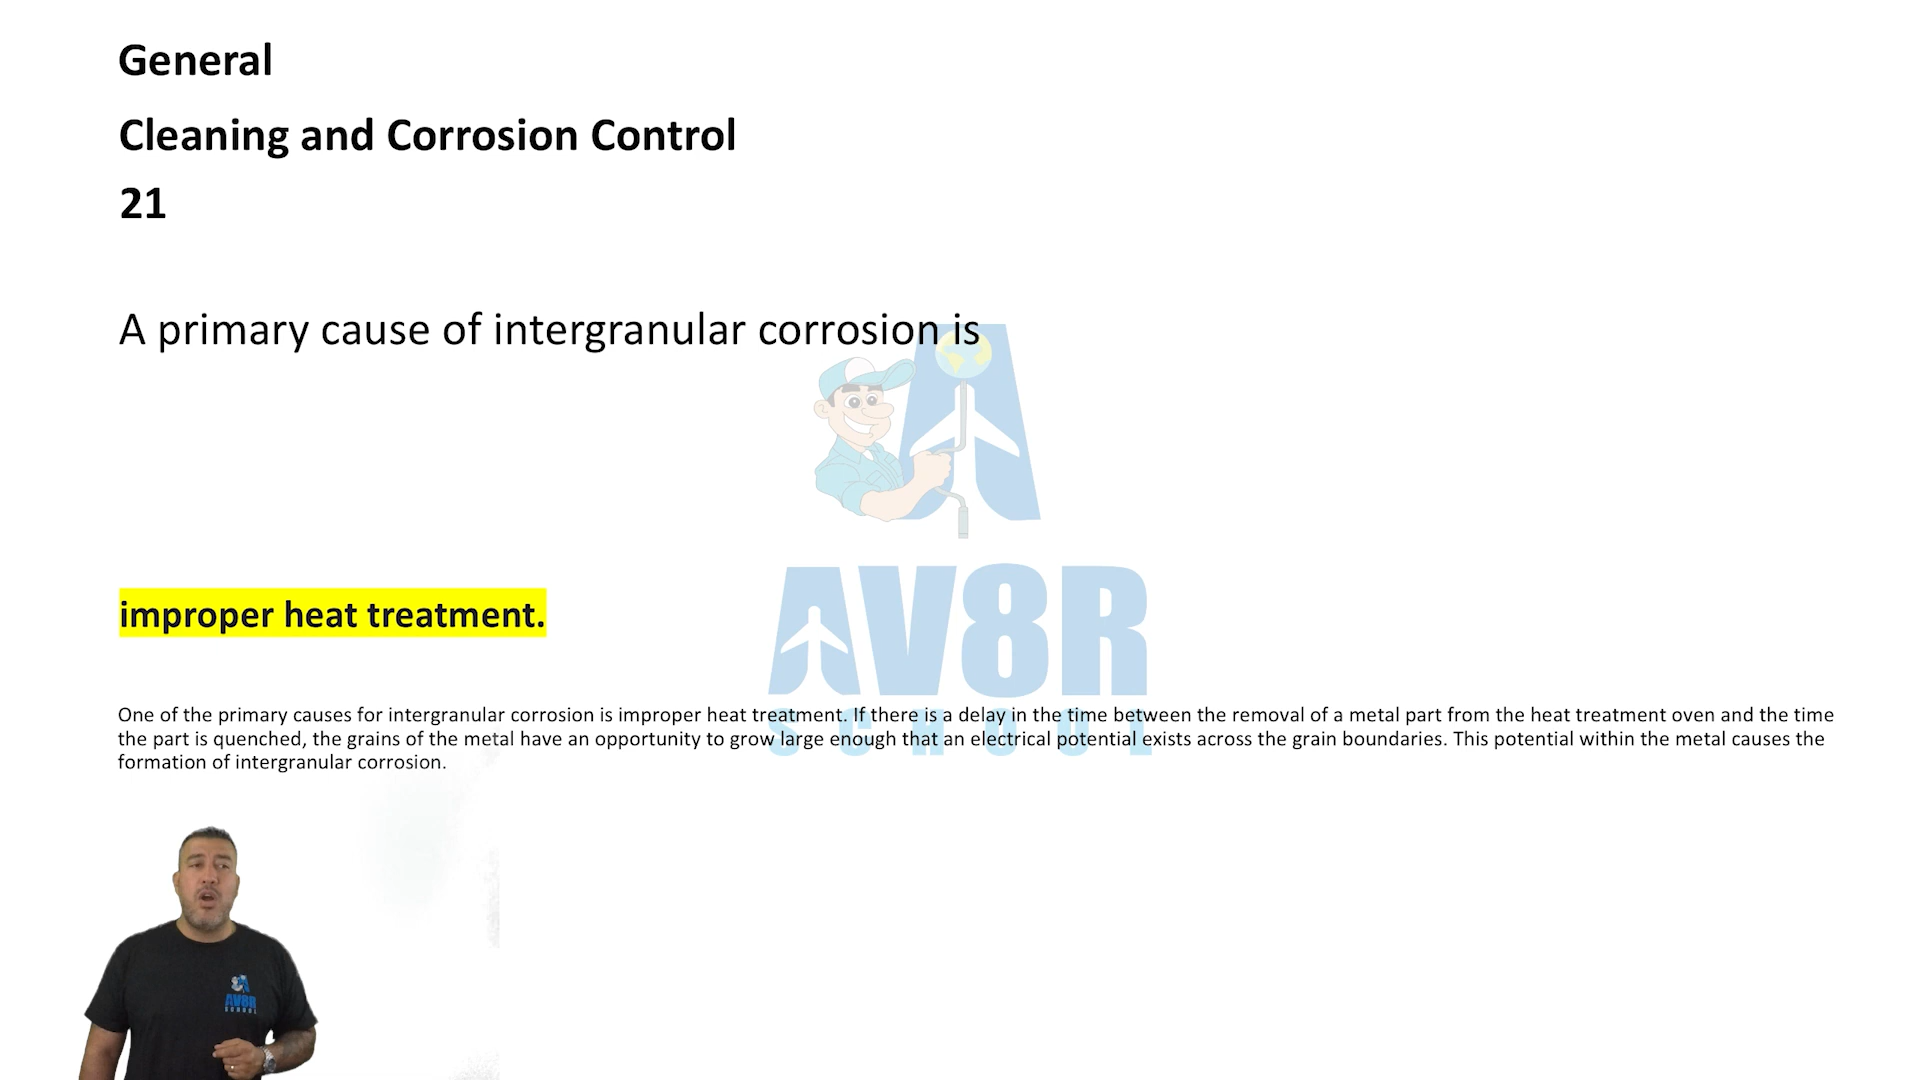 General
Cleaning and Corrosion Control
21
A primary cause of intergranular corrosion is
improper heat treatment.
AV8R
SCHOOL
One of the primary causes for intergranular corrosion is improper heat treatment. If there is a delay in the time between the removal of a metal part from the heat treatment oven and the time
the part is quenched, the grains of the metal have an opportunity to grow large enough that an electrical potential exists across the grain boundaries. This potential within the metal causes the
formation of intergranular corrosion.
AV8R
SCHOOL